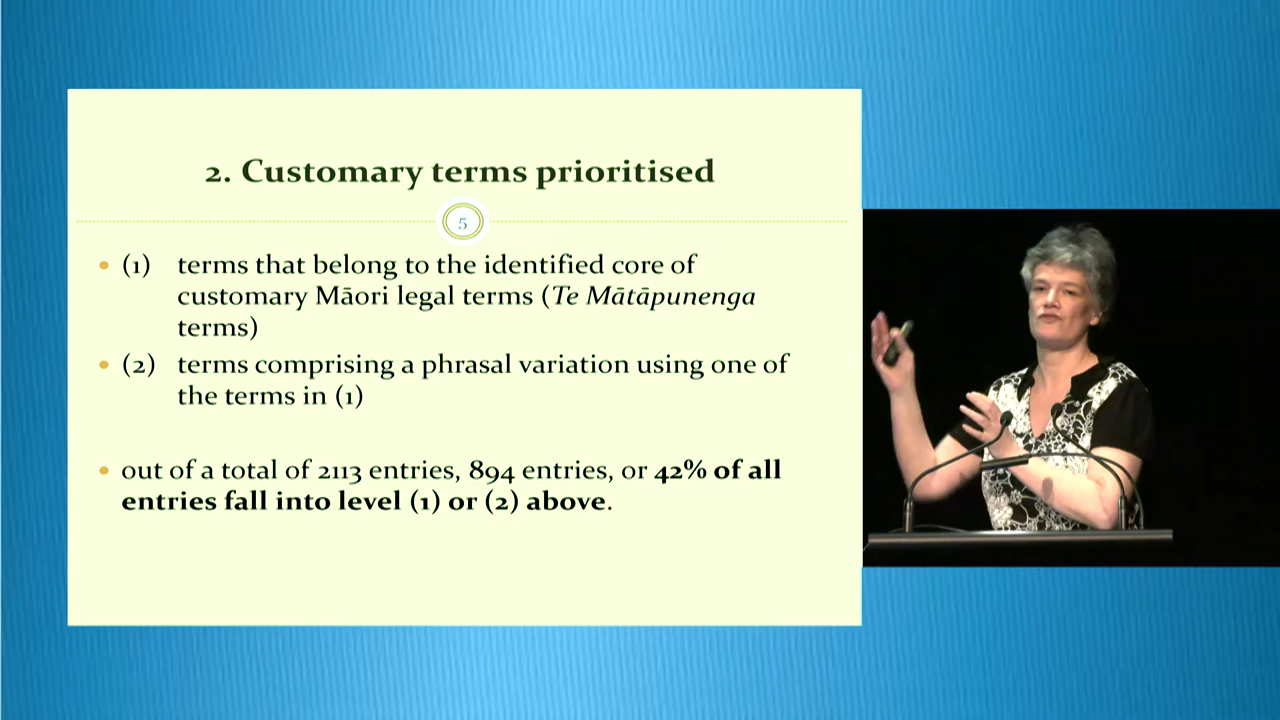 2. Customary terms prioritised
5
• (1) terms that belong to the identified core of
customary Māori legal terms (Te Mātāpunenga
terms)
• (2) terms comprising a phrasal variation using one of
the terms in (1)
• out of a total of 2113 entries, 894 entries, or 42% of all
entries fall into level (1) or (2) above.